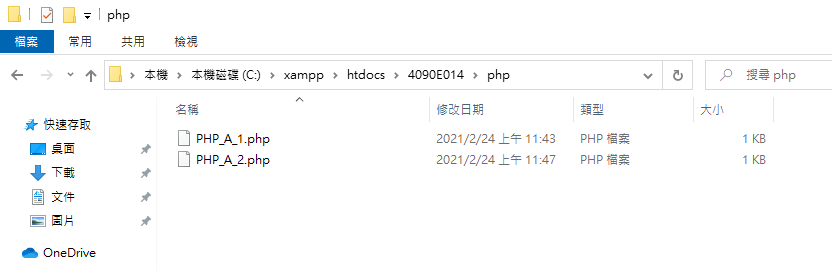 php
檔案 常用 共用 檢視
本機 本機磁碟 (C:) xampp htdocs 4090E014 php 搜尋 php
名稱 修改日期 類型 大小
快速存取
桌面
下載
文件
圖片
OneDrive
PHP_A_1.php 2021/2/24 上午 11:43 PHP 檔案 1 KB
PHP_A_2.php 2021/2/24 上午 11:47 PHP 檔案 1 KB